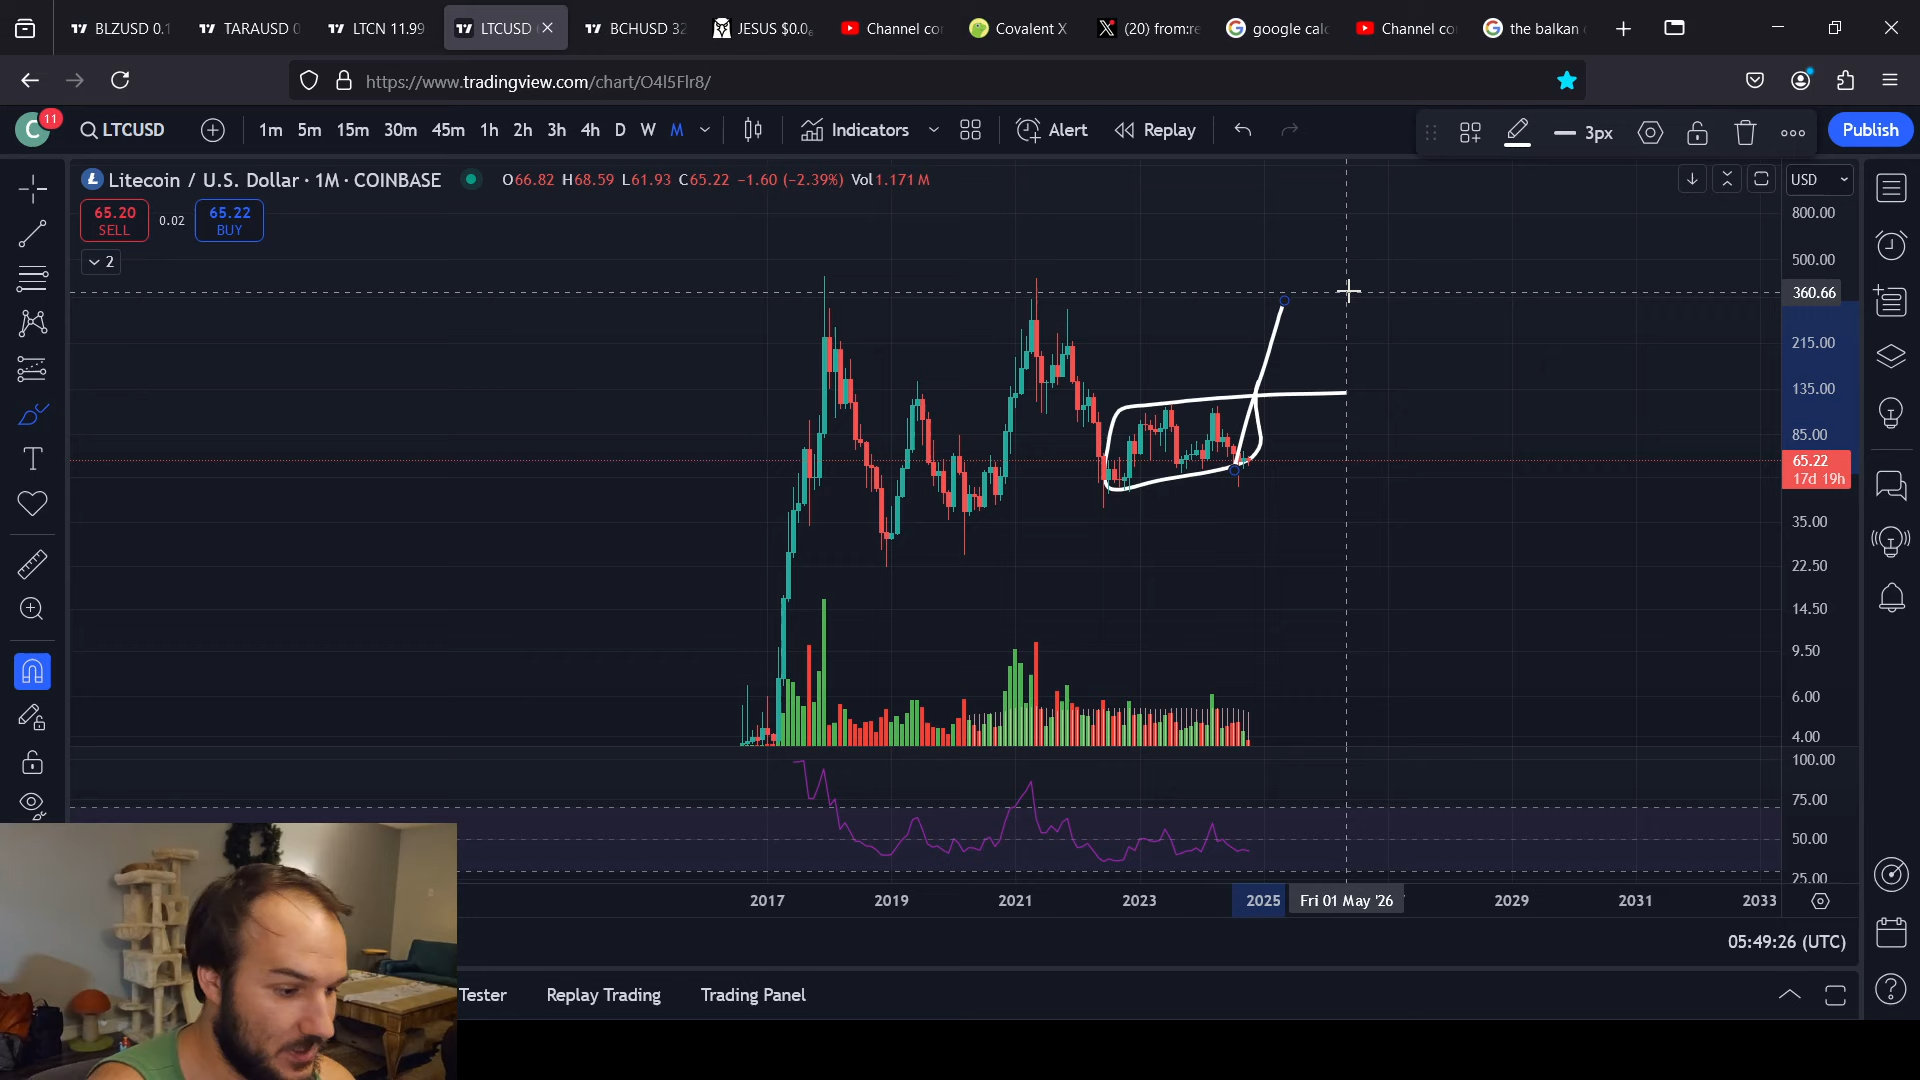 BLZUSD 0.1
TARAUSD 0
LTCN 11.99
LTCUSD
BCHUSD 32
JESUS $0.0
Channel co
Covalent X
(20) from:re
google cal
Channel co
the balkan
https://www.tradingview.com/chart/O4l5Flr8/
C
11
LTCUSD
1m 5m 15m 30m 45m 1h 2h 3h 4h D W M
Indicators
Alert
Replay
3px
Publish
Litecoin / U.S. Dollar · 1M · COINBASE
O66.82 H68.59 L61.93 C65.22 −1.60 (−2.39%) Vol1.171 M
USD
65.20
SELL
0.02
65.22
BUY
2
800.00
500.00
360.66
215.00
135.00
85.00
65.22
17d 19h
35.00
22.50
14.50
9.50
6.00
4.00
100.00
75.00
50.00
25.00
2017 2019 2021 2023 2025 Fri 01 May '26 2029 2031 2033
05:49:26 (UTC)
Tester
Replay Trading
Trading Panel